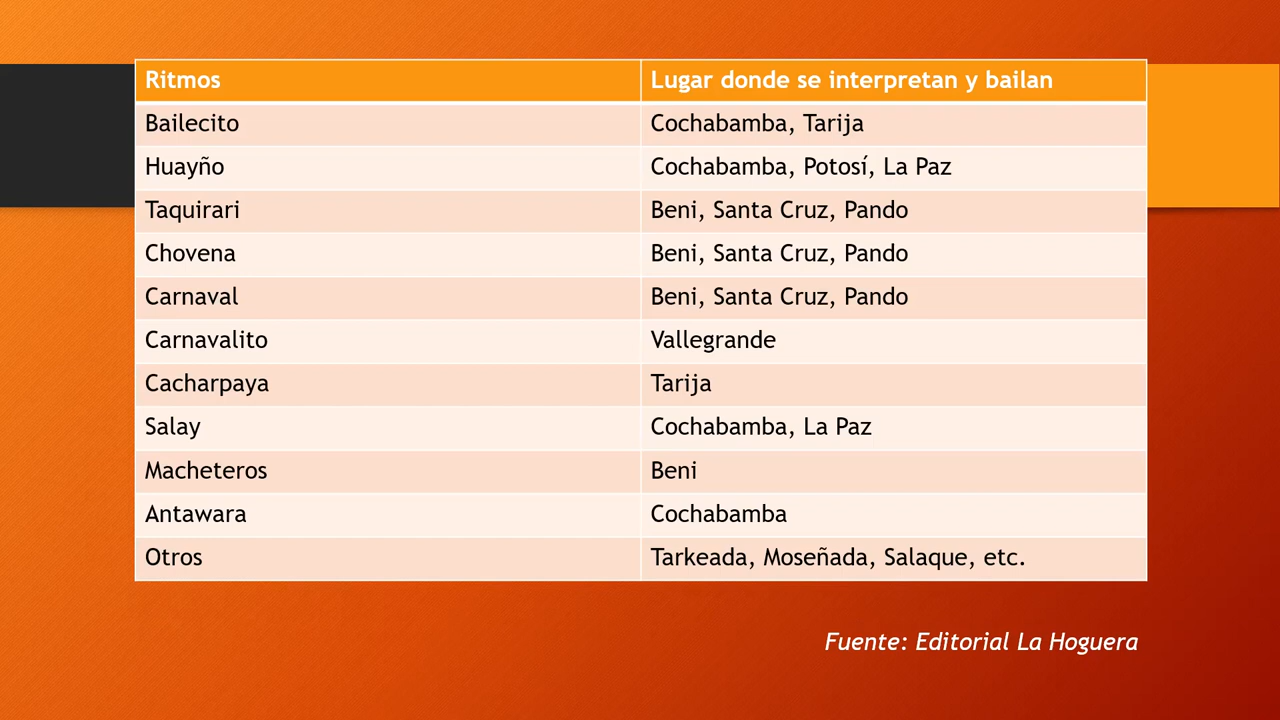 Ritmos Lugar donde se interpretan y bailan
Bailecito Cochabamba, Tarija
Huayño Cochabamba, Potosí, La Paz
Taquirari Beni, Santa Cruz, Pando
Chovena Beni, Santa Cruz, Pando
Carnaval Beni, Santa Cruz, Pando
Carnavalito Vallegrande
Cacharpaya Tarija
Salay Cochabamba, La Paz
Macheteros Beni
Antawara Cochabamba
Otros Tarkeada, Moseñada, Salaque, etc.
Fuente: Editorial La Hoguera